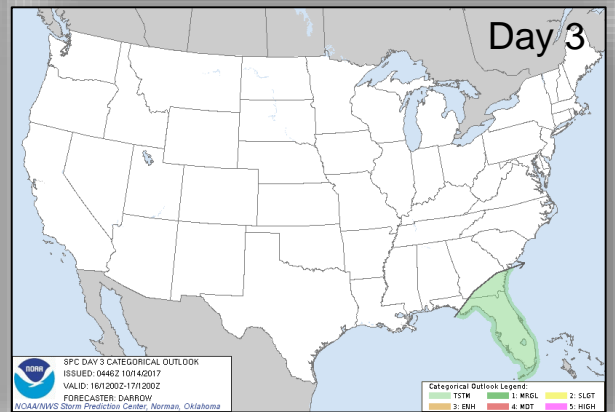 Day 3
NOAA
SPC DAY 3 CATEGORICAL OUTLOOK
ISSUED: 0446Z 10/14/2017
VALID: 16/1200Z-17/1200Z
FORECASTER: DARROW
NOAA/NWS Storm Prediction Center, Norman, Oklahoma
Categorical Outlook Legend:
TSTM 1: MRGL 2: SLGT
3: ENH 4: MDT 5: HIGH